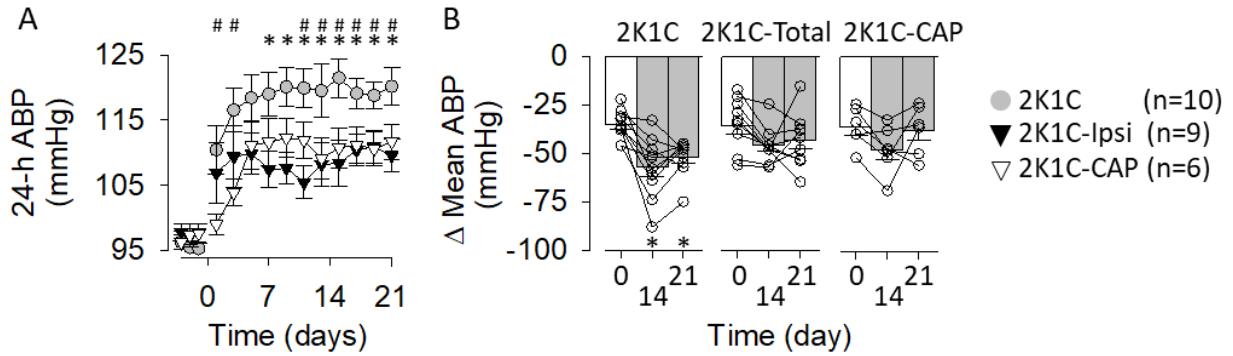 A
# # # # # # # #
* * * * * * * * *
24-h ABP
(mmHg)
125
115
105
95
0 7 14 21
Time (days)
B
2K1C 2K1C-Total 2K1C-CAP
Δ Mean ABP
(mmHg)
0
-25
-50
-75
-100
* *
0 21 0 21 0 21
14 14 14
Time (day)
2K1C (n=10)
2K1C-Ipsi (n=9)
2K1C-CAP (n=6)